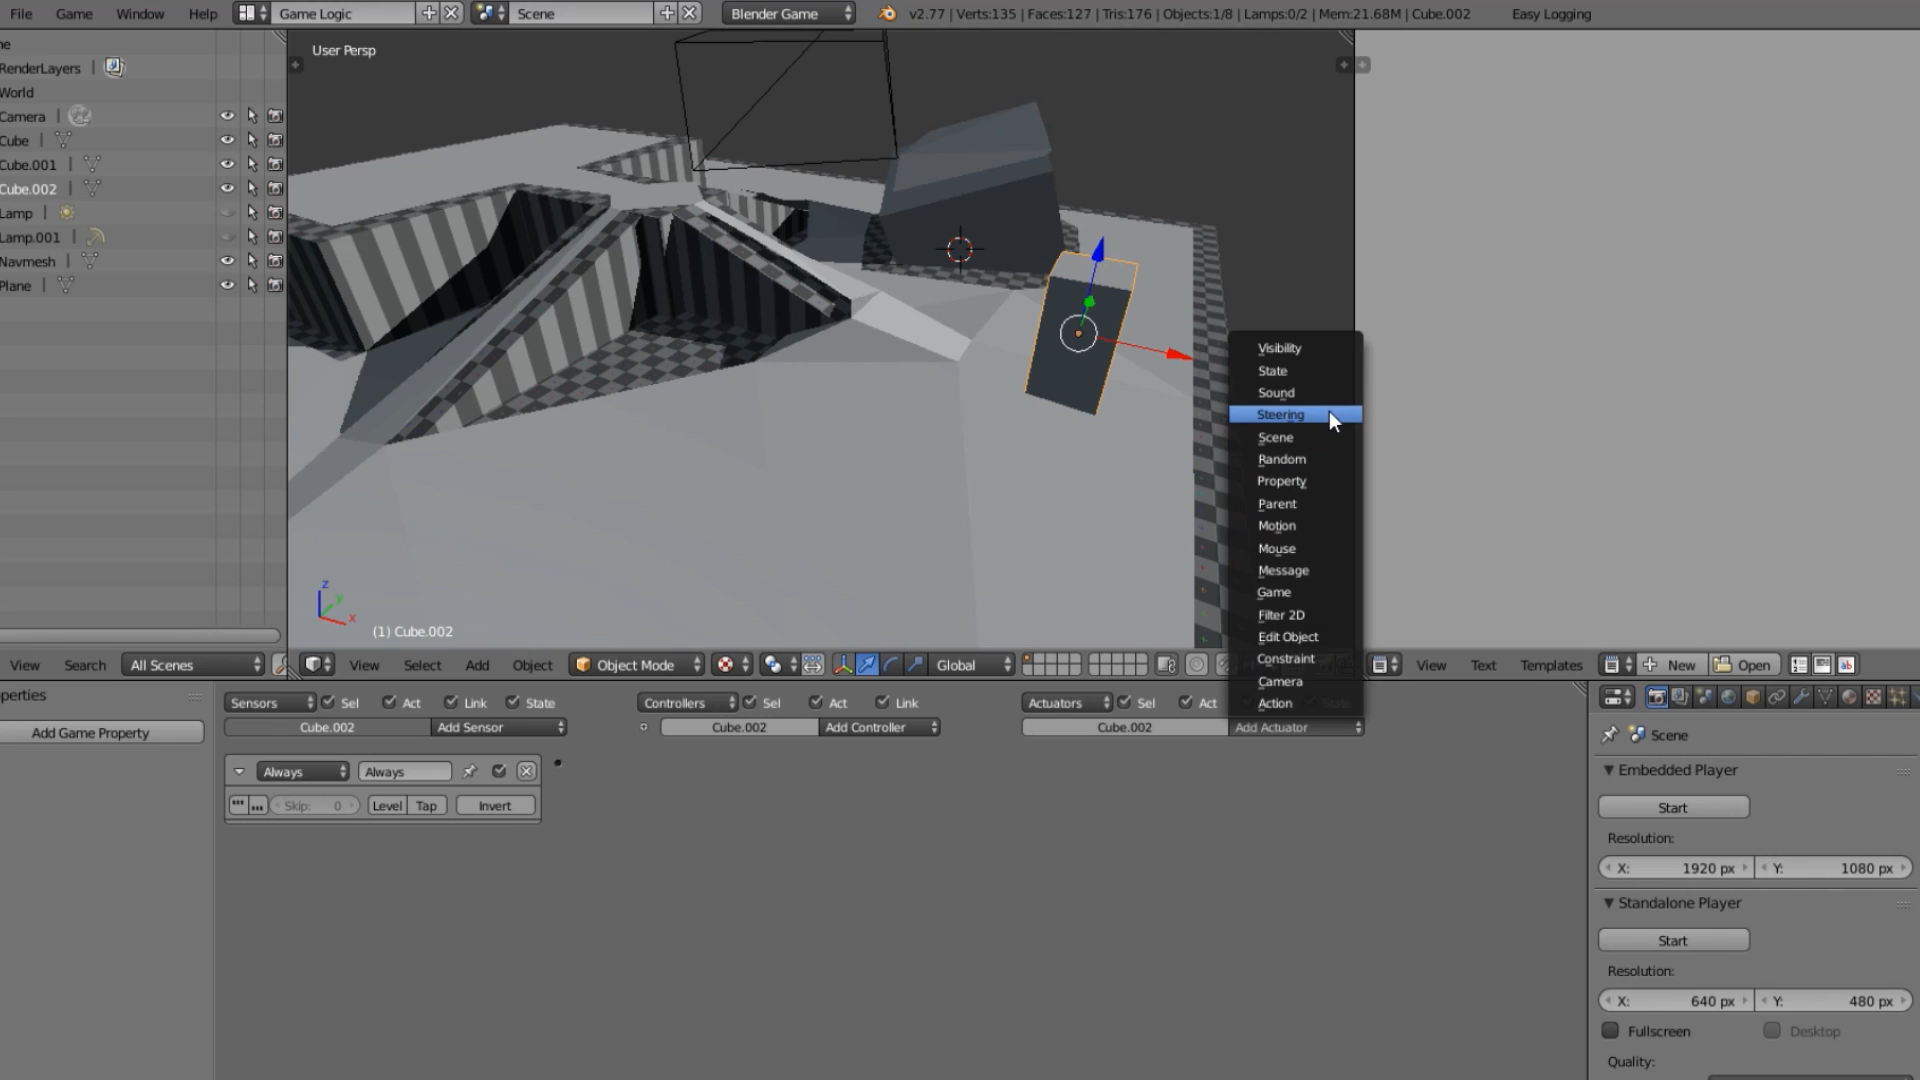 File Game Window Help Game Logic Scene Blender Game v2.77 | Verts:135 | Faces:127 | Tris:176 | Objects:1/8 | Lamps:0/2 | Mem:21.68M | Cube.002 Easy Logging
ne
RenderLayers |
World
Camera |
Cube |
Cube.001 |
Cube.002 |
Lamp |
Lamp.001 |
Navmesh |
Plane |
User Persp
z
y
x
(1) Cube.002
Visibility
State
Sound
Steering
Scene
Random
Property
Parent
Motion
Mouse
Message
Game
Filter 2D
Edit Object
Constraint
Camera
Action
View Search All Scenes View Select Add Object Object Mode Global View Text Templates New Open
operties
Add Game Property
Sensors Sel Act Link State Controllers Sel Act Link Actuators Sel Act State
Cube.002 Add Sensor Cube.002 Add Controller Cube.002 Add Actuator
Always Always
Skip: 0 Level Tap Invert
Scene
Embedded Player
Start
Resolution:
X: 1920 px Y: 1080 px
Standalone Player
Start
Resolution:
X: 640 px Y: 480 px
Fullscreen Desktop
Quality: